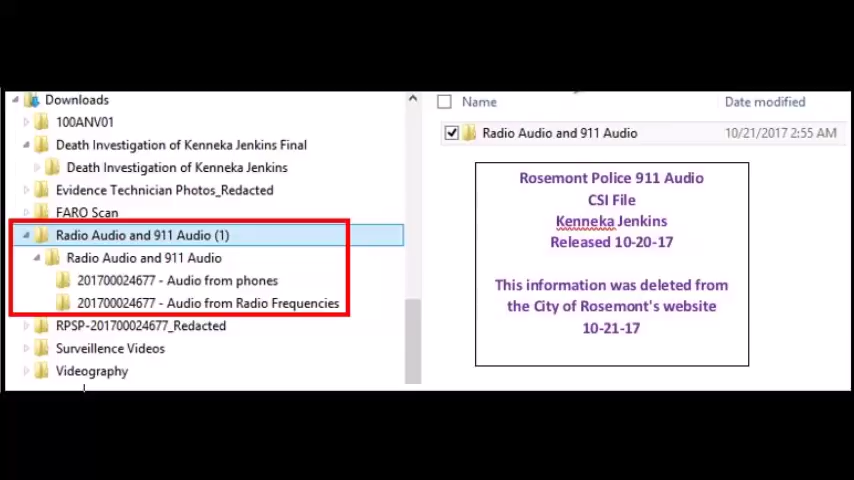 Downloads
100ANV01
Death Investigation of Kenneka Jenkins Final
Death Investigation of Kenneka Jenkins
Evidence Technician Photos_Redacted
FARO Scan
Radio Audio and 911 Audio (1)
Radio Audio and 911 Audio
201700024677 - Audio from phones
201700024677 - Audio from Radio Frequencies
RPSP-201700024677_Redacted
Surveillence Videos
Videography
Name Date modified
Radio Audio and 911 Audio 10/21/2017 2:55 AM
Rosemont Police 911 Audio
CSI File
Kenneka Jenkins
Released 10-20-17
This information was deleted from
the City of Rosemont's website
10-21-17